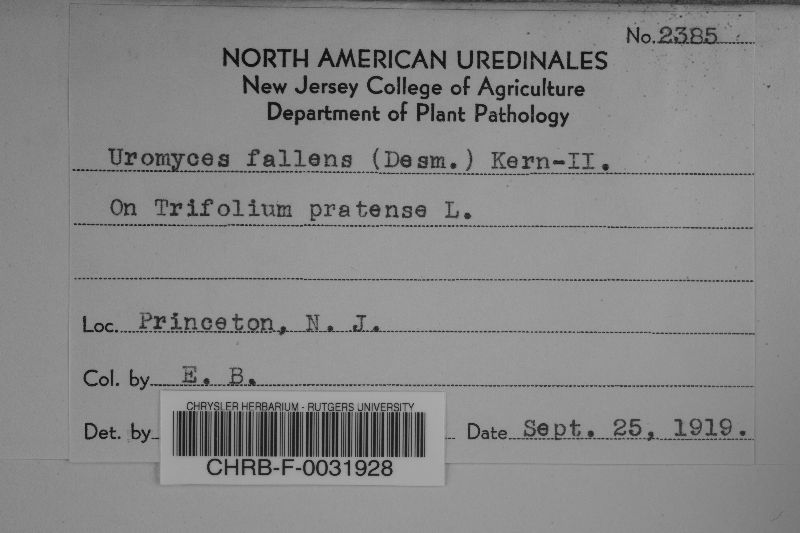 No. 2385
NORTH AMERICAN UREDINALES
New Jersey College of Agriculture
Department of Plant Pathology
Uromyces fallens (Desm.) Kern-II.
On Trifolium pratense L.
Loc. Princeton, N. J.
Col. by E. B.
Det. by
Date Sept. 25, 1919.
CHRYSLER HERBARIUM - RUTGERS UNIVERSITY
CHRB-F-0031928